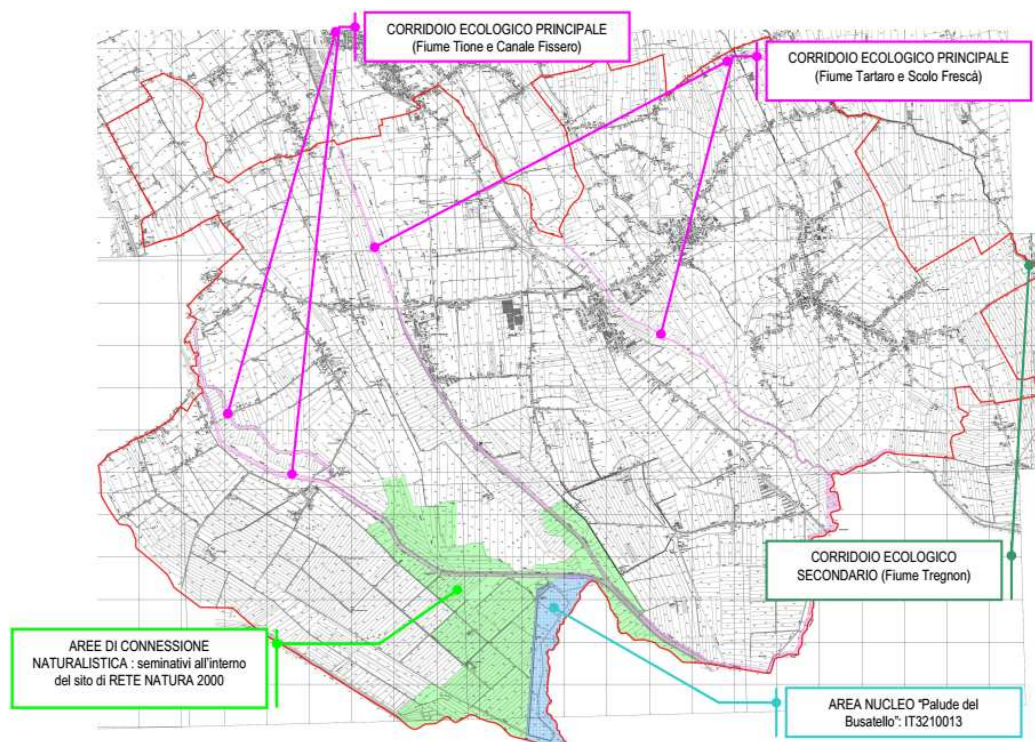 CORRIDOIO ECOLOGICO PRINCIPALE
(Fiume Tione e Canale Fissero)
CORRIDOIO ECOLOGICO PRINCIPALE
(Fiume Tartaro e Scolo Frescà)
CORRIDOIO ECOLOGICO
SECONDARIO (Fiume Tregnon)
AREE DI CONNESSIONE
NATURALISTICA : seminativi all’interno
del sito di RETE NATURA 2000
AREA NUCLEO “Palude del
Busatello”: IT3210013